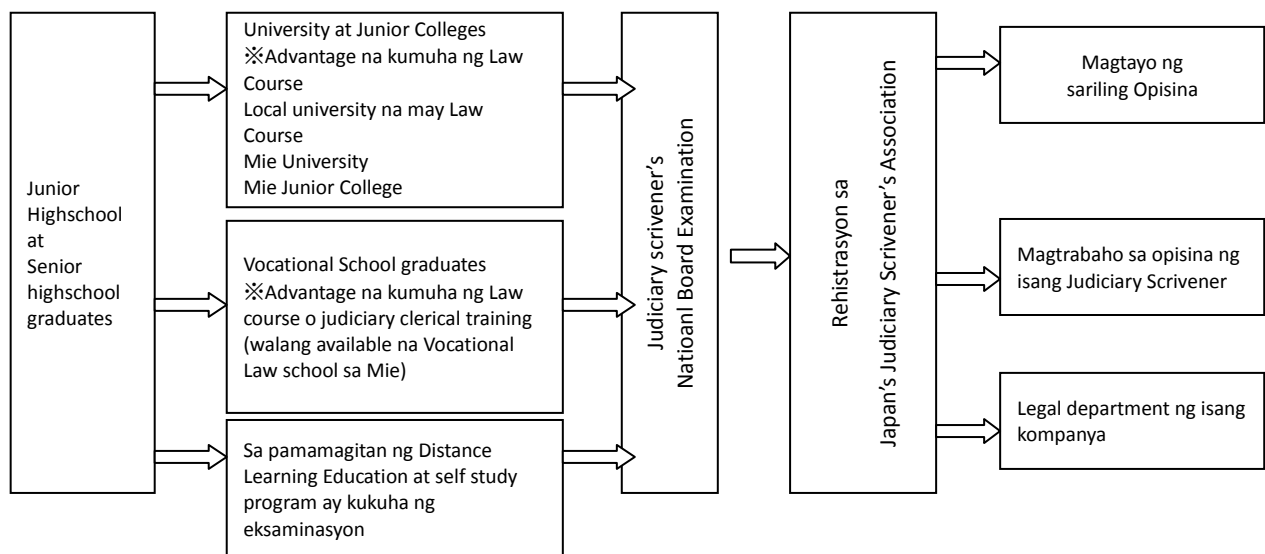 Junior
Highschool
at
Senior
highschool
graduates
University at Junior Colleges
※Advantage na kumuha ng Law
Course
Local university na may Law
Course
Mie University
Mie Junior College
Vocational School graduates
※Advantage na kumuha ng Law
course o judiciary clerical training
(walang available na Vocational
Law school sa Mie)
Sa pamamagitan ng Distance
Learning Education at self study
program ay kukuha ng
eksaminasyon
Judiciary scrivener’s
Natioanl Board Examination
Rehistrasyon sa
Japan’s Judiciary Scrivener’s Association
Magtayo ng
sariling Opisina
Magtrabaho sa opisina ng
isang Judiciary Scrivener
Legal department ng isang
kompanya